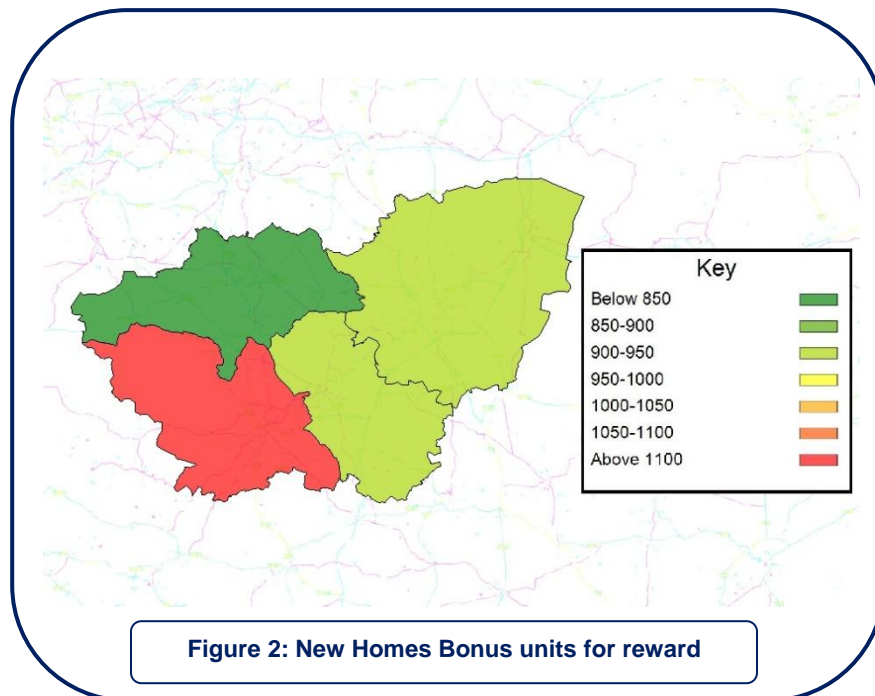 Key
Below 850
850-900
900-950
950-1000
1000-1050
1050-1100
Above 1100
Figure 2: New Homes Bonus units for reward